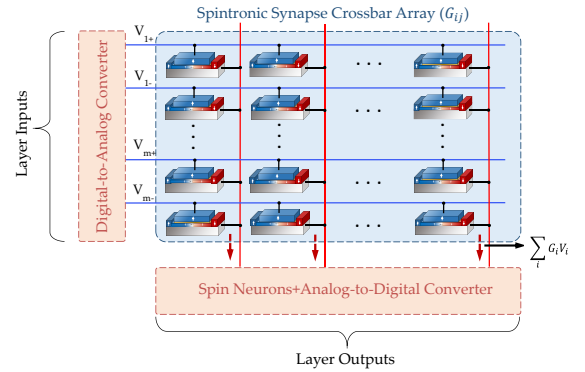 Spintronic Synapse Crossbar Array (G_ij)
Layer Inputs
Digital-to-Analog Converter
V_1+
V_1-
V_m+
V_m-
∑_i G_i V_i
Spin Neurons+Analog-to-Digital Converter
Layer Outputs